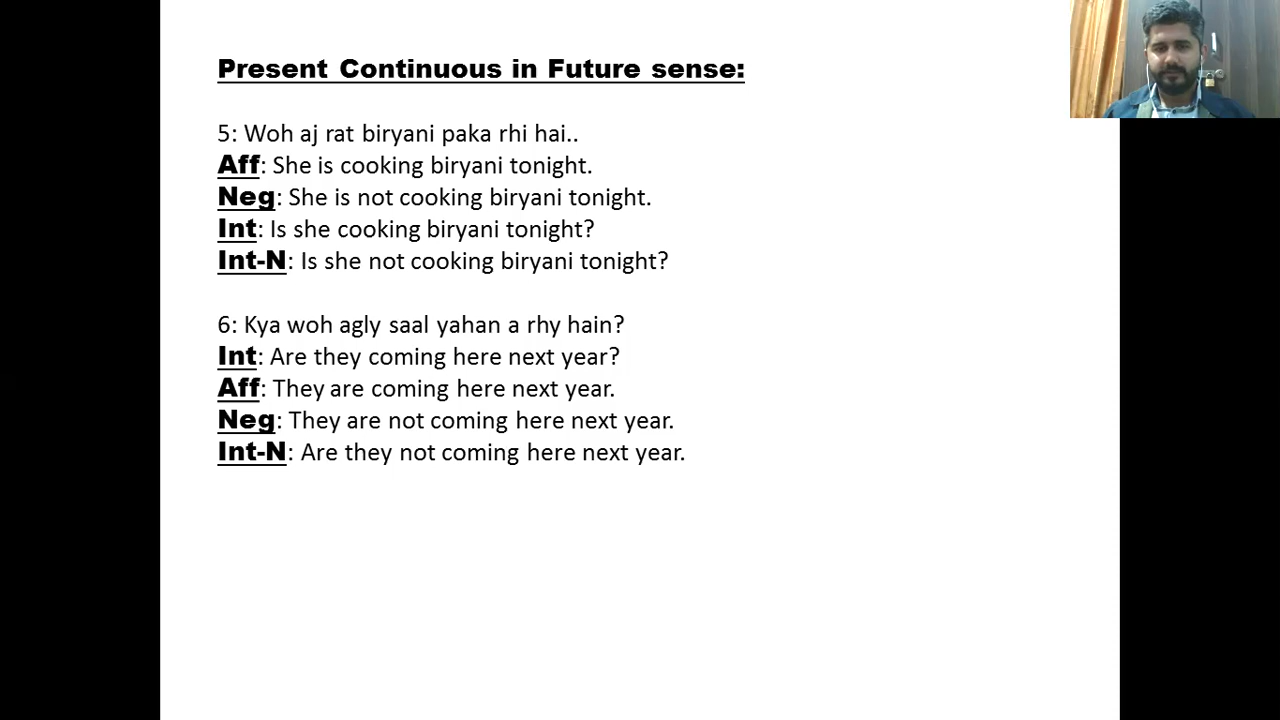 Present Continuous in Future sense:
5: Woh aj rat biryani paka rhi hai..
Aff: She is cooking biryani tonight.
Neg: She is not cooking biryani tonight.
Int: Is she cooking biryani tonight?
Int-N: Is she not cooking biryani tonight?
6: Kya woh agly saal yahan a rhy hain?
Int: Are they coming here next year?
Aff: They are coming here next year.
Neg: They are not coming here next year.
Int-N: Are they not coming here next year.